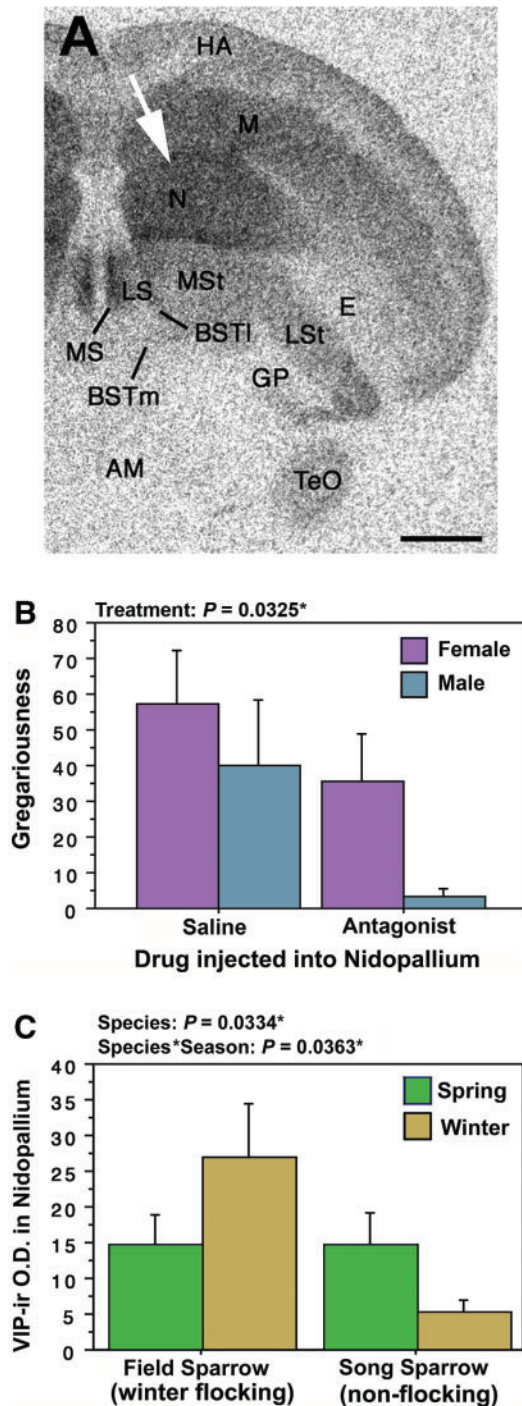 A
HA
M
N
LS
MSt
E
MS
BSTl
LSt
BSTm
GP
AM
TeO
B
Treatment: P = 0.0325*
80
70
60
50
40
30
20
10
0
Gregariousness
Female
Male
Saline
Antagonist
Drug injected into Nidopallium
C
Species: P = 0.0334*
Species*Season: P = 0.0363*
40
35
30
25
20
15
10
5
0
VIP-ir O.D. in Nidopallium
Spring
Winter
Field Sparrow
(winter flocking)
Song Sparrow
(non-flocking)